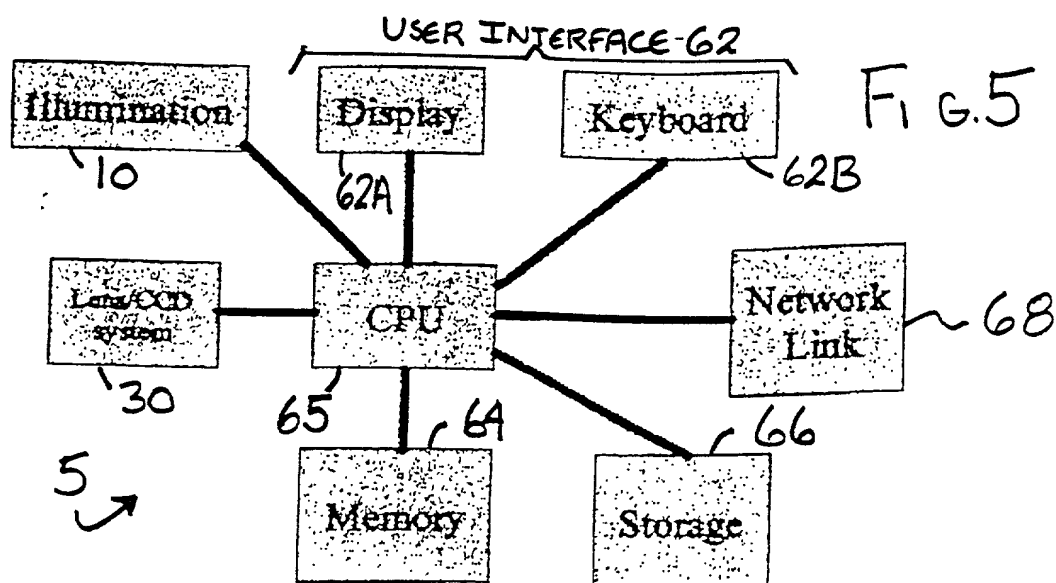 USER INTERFACE-62
FIG.5
Illumination
Display
Keyboard
10
62A
62B
Lens/CCD
system
CPU
Network
Link
68
30
65
64
66
5
Memory
Storage